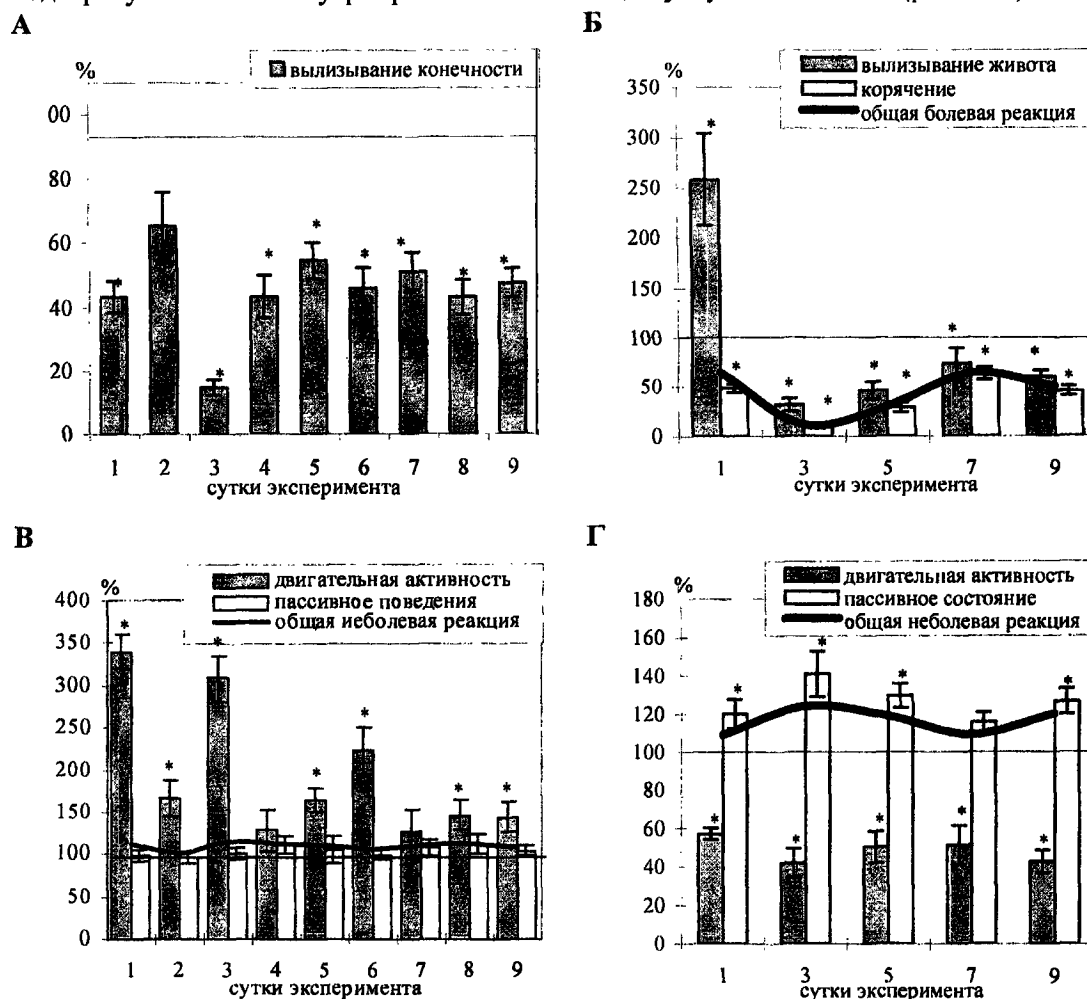 А
%
вылизывание конечности
00
80
60
40
20
0
* * * * * * * *
1 2 3 4 5 6 7 8 9
сутки эксперимента
Б
%
вылизывание живота
корячение
общая болевая реакция
350
300
250
200
150
100
50
0
* * * * * * * * * *
1 3 5 7 9
сутки эксперимента
В
%
двигательная активность
пассивное поведения
общая неболевая реакция
400
350
300
250
200
150
100
50
0
* * * * * * *
1 2 3 4 5 6 7 8 9
сутки эксперимента
Г
%
двигательная активность
пассивное состояние
общая неболевая реакция
180
160
140
120
100
80
60
40
20
0
* * * * * * * * *
1 3 5 7 9
сутки эксперимента